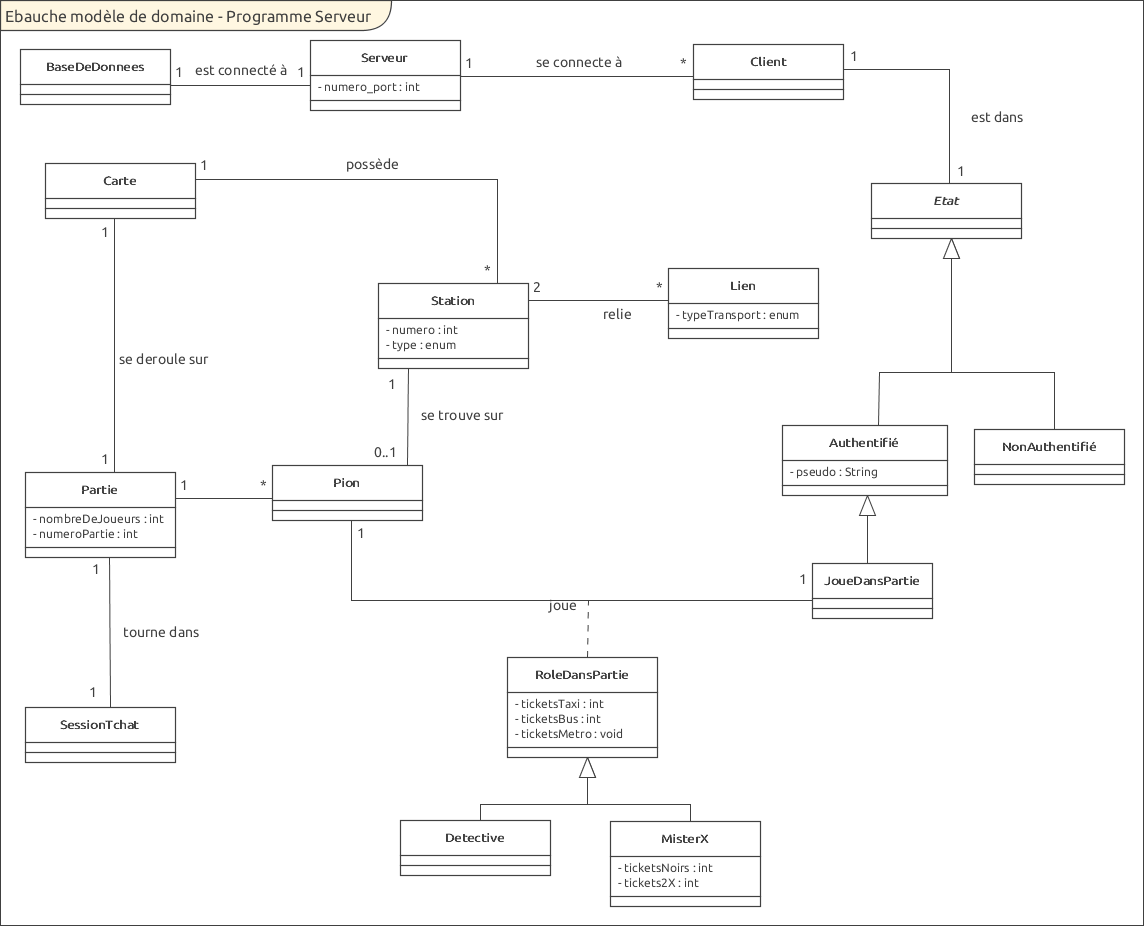 Ebauche modèle de domaine - Programme Serveur
BaseDeDonnees
1
est connecté à
1
Serveur
- numero_port : int
1
se connecte à
*
Client
1
est dans
1
Etat
Carte
1
possède
*
1
se deroule sur
1
Station
- numero : int
- type : enum
2
relie
*
Lien
- typeTransport : enum
1
se trouve sur
0..1
Authentifié
- pseudo : String
NonAuthentifié
Partie
- nombreDeJoueurs : int
- numeroPartie : int
1
*
Pion
1
joue
1
JoueDansPartie
1
tourne dans
1
SessionTchat
RoleDansPartie
- ticketsTaxi : int
- ticketsBus : int
- ticketsMetro : void
Detective
MisterX
- ticketsNoirs : int
- tickets2X : int